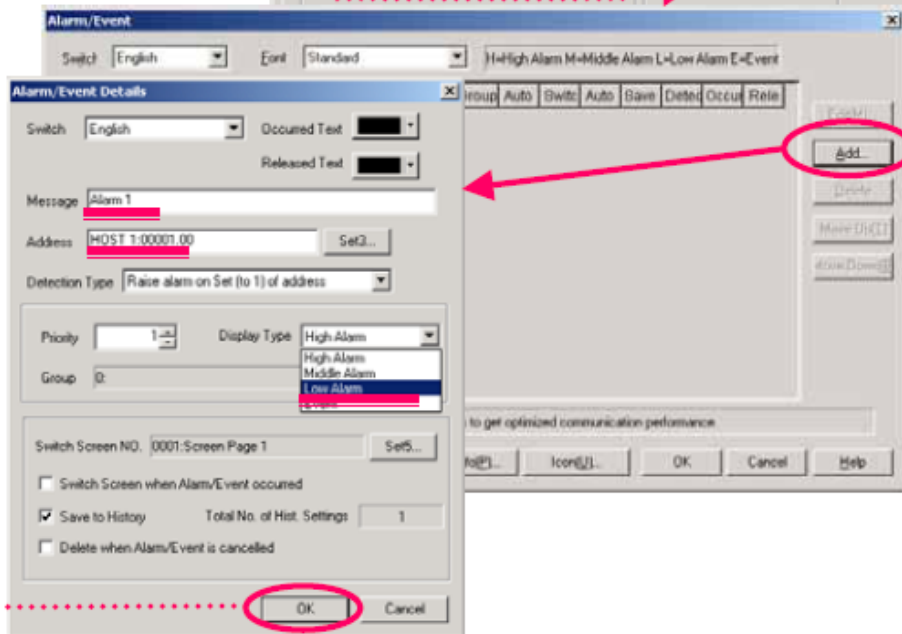 Alarm/Event
Switch English Font Standard H=High Alarm M=Middle Alarm L=Low Alarm E=Event
Alarm/Event Details
Group Auto Switc Auto Save Detec Occur Rele
Switch English Occurred Text
Released Text
Add...
Delete
Message Alarm 1
Address HOST 1:00001.00 Set3...
Detection Type Raise alarm on Set (to 1) of address
Priority 1 Display Type High Alarm
High Alarm
Middle Alarm
Group 0:
Low Alarm
Event
to get optimized communication performance
Switch Screen NO. 0001:Screen Page 1 Set5...
Icon(U)... OK Cancel Help
Switch Screen when Alarm/Event occurred
Save to History Total No. of Hist. Settings 1
Delete when Alarm/Event is cancelled
OK Cancel